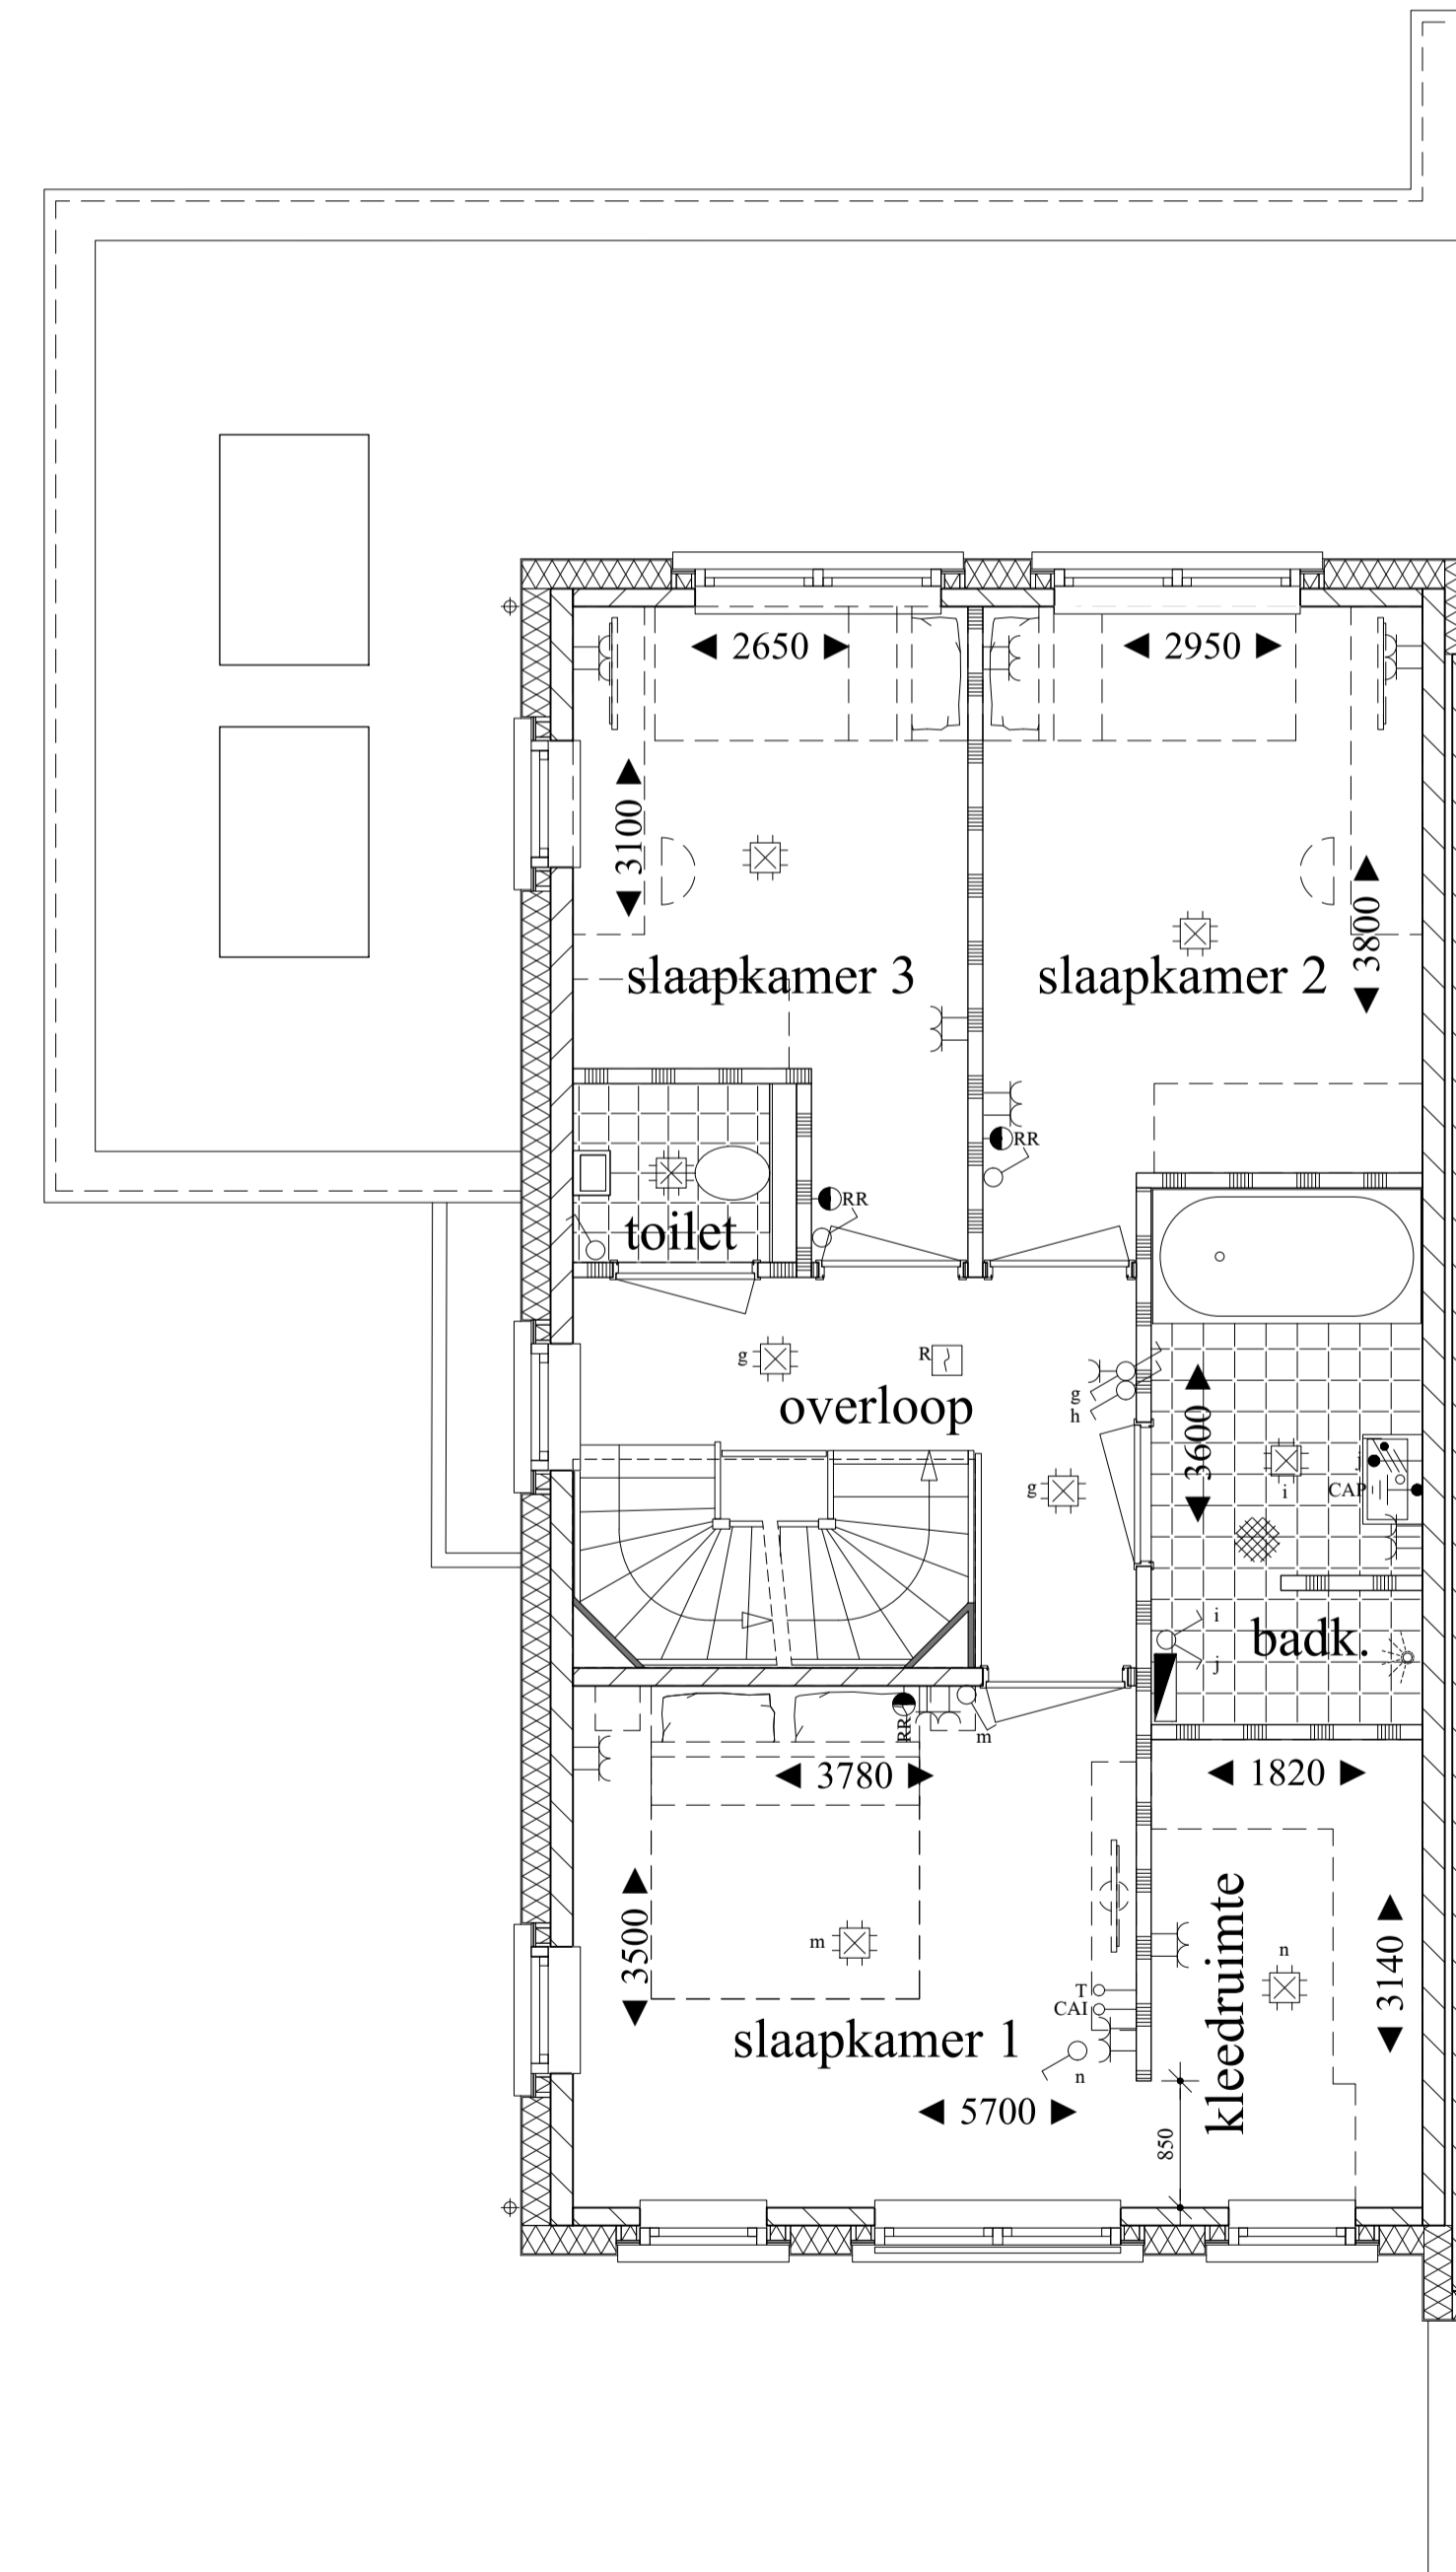 2650
2950
3100
3800
slaapkamer 3
slaapkamer 2
RR
RR
toilet
g
R
overloop
g
h
3600
g
i
j
CAP
i
badk.
j
RR
m
3780
1820
m
3500
kleedruimte
n
3140
T
CAI
slaapkamer 1
n
5700
850